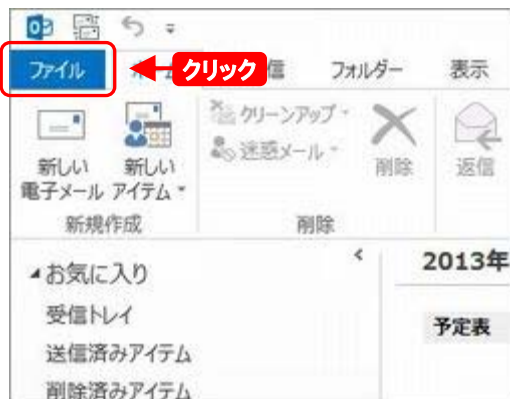 ファイル クリック 信 フォルダー 表示
新しい 電子メール
新しい アイテム
クリーンアップ
迷惑メール
削除
返信
新規作成 削除
お気に入り
受信トレイ
送信済みアイテム
削除済みアイテム
2013年
予定表